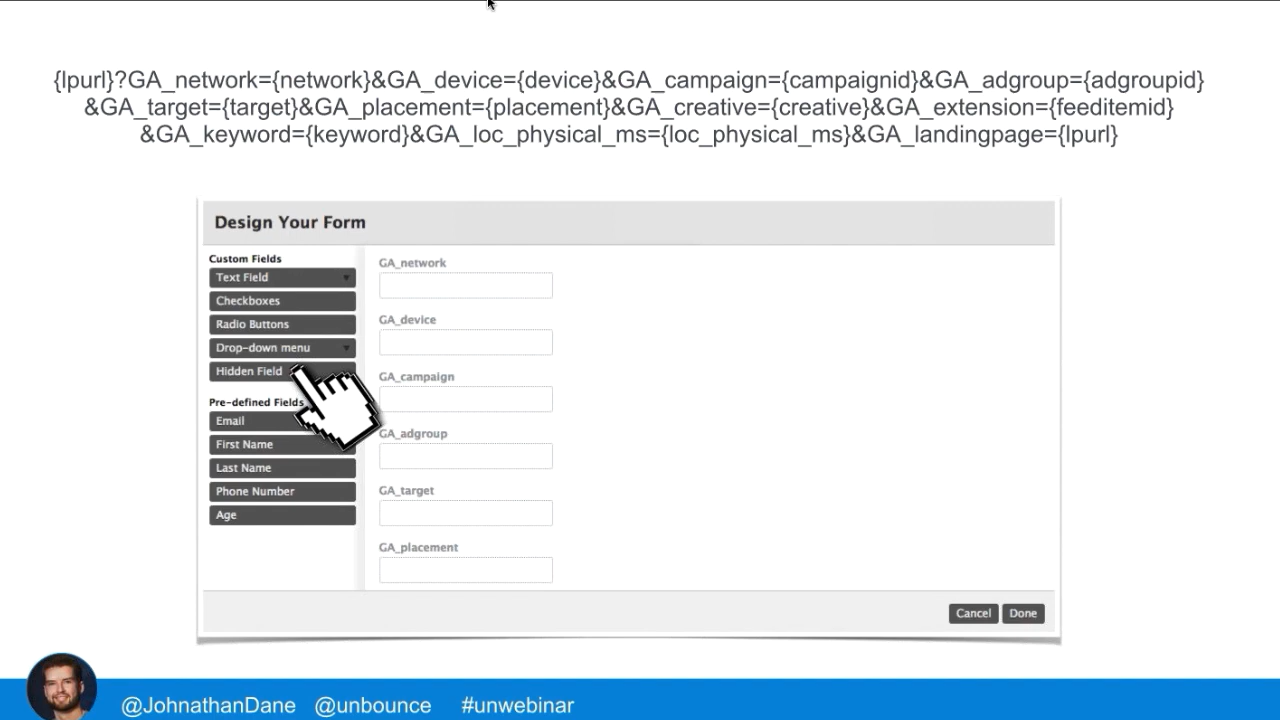 {lpurl}?GA_network={network}&GA_device={device}&GA_campaign={campaignid}&GA_adgroup={adgroupid}
&GA_target={target}&GA_placement={placement}&GA_creative={creative}&GA_extension={feeditemid}
&GA_keyword={keyword}&GA_loc_physical_ms={loc_physical_ms}&GA_landingpage={lpurl}
Design Your Form
Custom Fields
Text Field
Checkboxes
Radio Buttons
Drop-down menu
Hidden Field
Pre-defined Fields
Email
First Name
Last Name
Phone Number
Age
GA_network
GA_device
GA_campaign
GA_adgroup
GA_target
GA_placement
Cancel Done
@JohnathanDane @unbounce #unwebinar